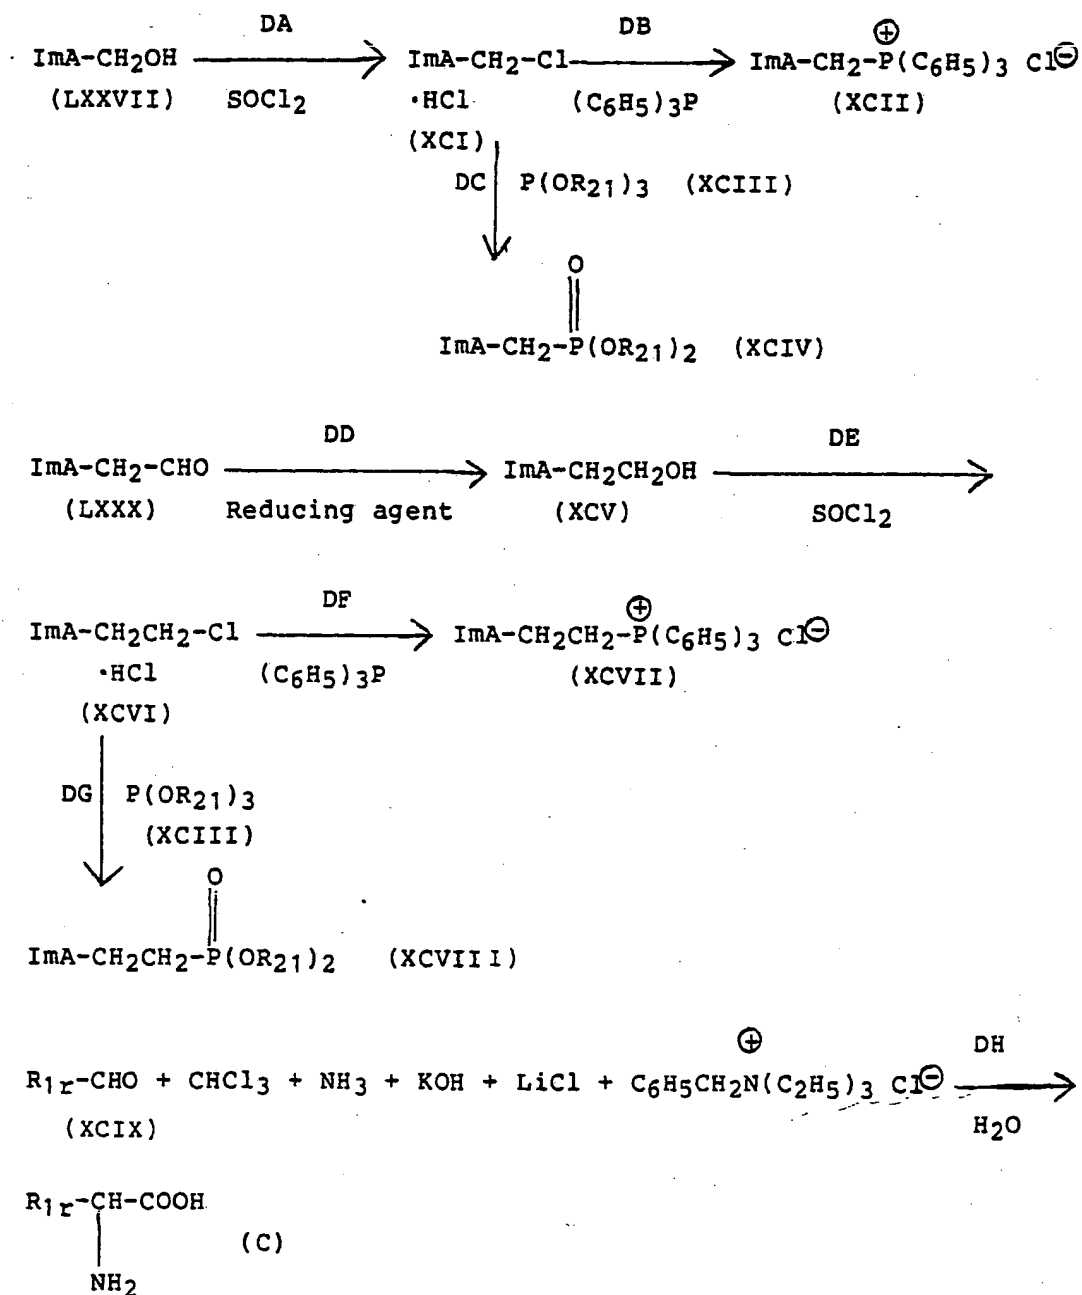 DA DB ⊕
ImA-CH₂OH ImA-CH₂-Cl ImA-CH₂-P(C₆H₅)₃ Cl⊖
(LXXVII) SOCl₂ ·HCl (C₆H₅)₃P (XCII)
(XCI)
DC P(OR₂₁)₃ (XCIII)
O
ImA-CH₂-P(OR₂₁)₂ (XCIV)
DD DE
ImA-CH₂-CHO ImA-CH₂CH₂OH
(LXXX) Reducing agent (XCV) SOCl₂
DF ⊕
ImA-CH₂CH₂-Cl ImA-CH₂CH₂-P(C₆H₅)₃ Cl⊖
·HCl (C₆H₅)₃P (XCVII)
(XCVI)
DG P(OR₂₁)₃
(XCIII)
O
ImA-CH₂CH₂-P(OR₂₁)₂ (XCVIII)
⊕ DH
R₁r-CHO + CHCl₃ + NH₃ + KOH + LiCl + C₆H₅CH₂N(C₂H₅)₃ Cl⊖
(XCIX) H₂O
R₁r-CH-COOH
(C)
NH₂